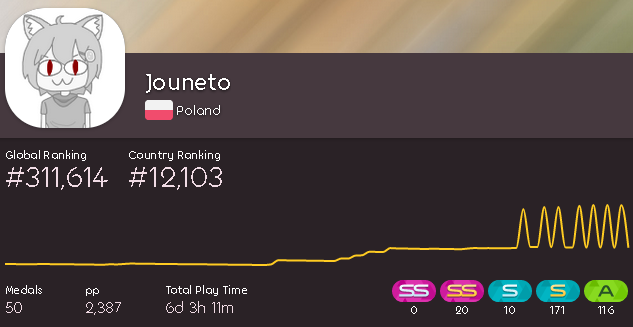 Jouneto
Poland
Global Ranking Country Ranking
#311,614 #12,103
Medals pp Total Play Time
50 2,387 6d 3h 11m
SS SS S S A
0 20 10 171 116